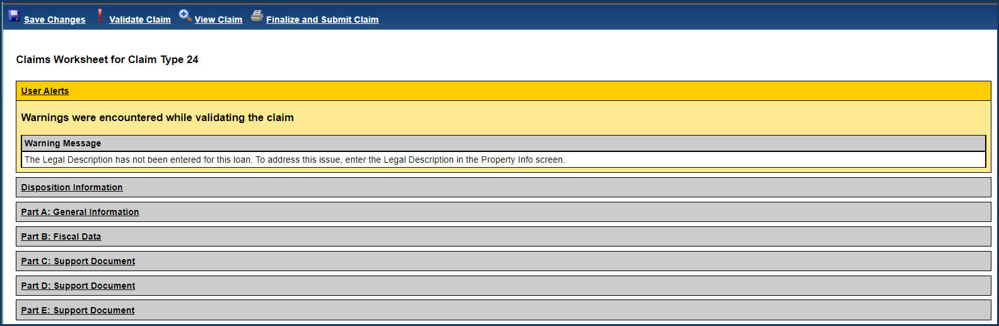 Save Changes Validate Claim View Claim Finalize and Submit Claim
Claims Worksheet for Claim Type 24
User Alerts
Warnings were encountered while validating the claim
Warning Message
The Legal Description has not been entered for this loan. To address this issue, enter the Legal Description in the Property Info screen.
Disposition Information
Part A: General Information
Part B: Fiscal Data
Part C: Support Document
Part D: Support Document
Part E: Support Document